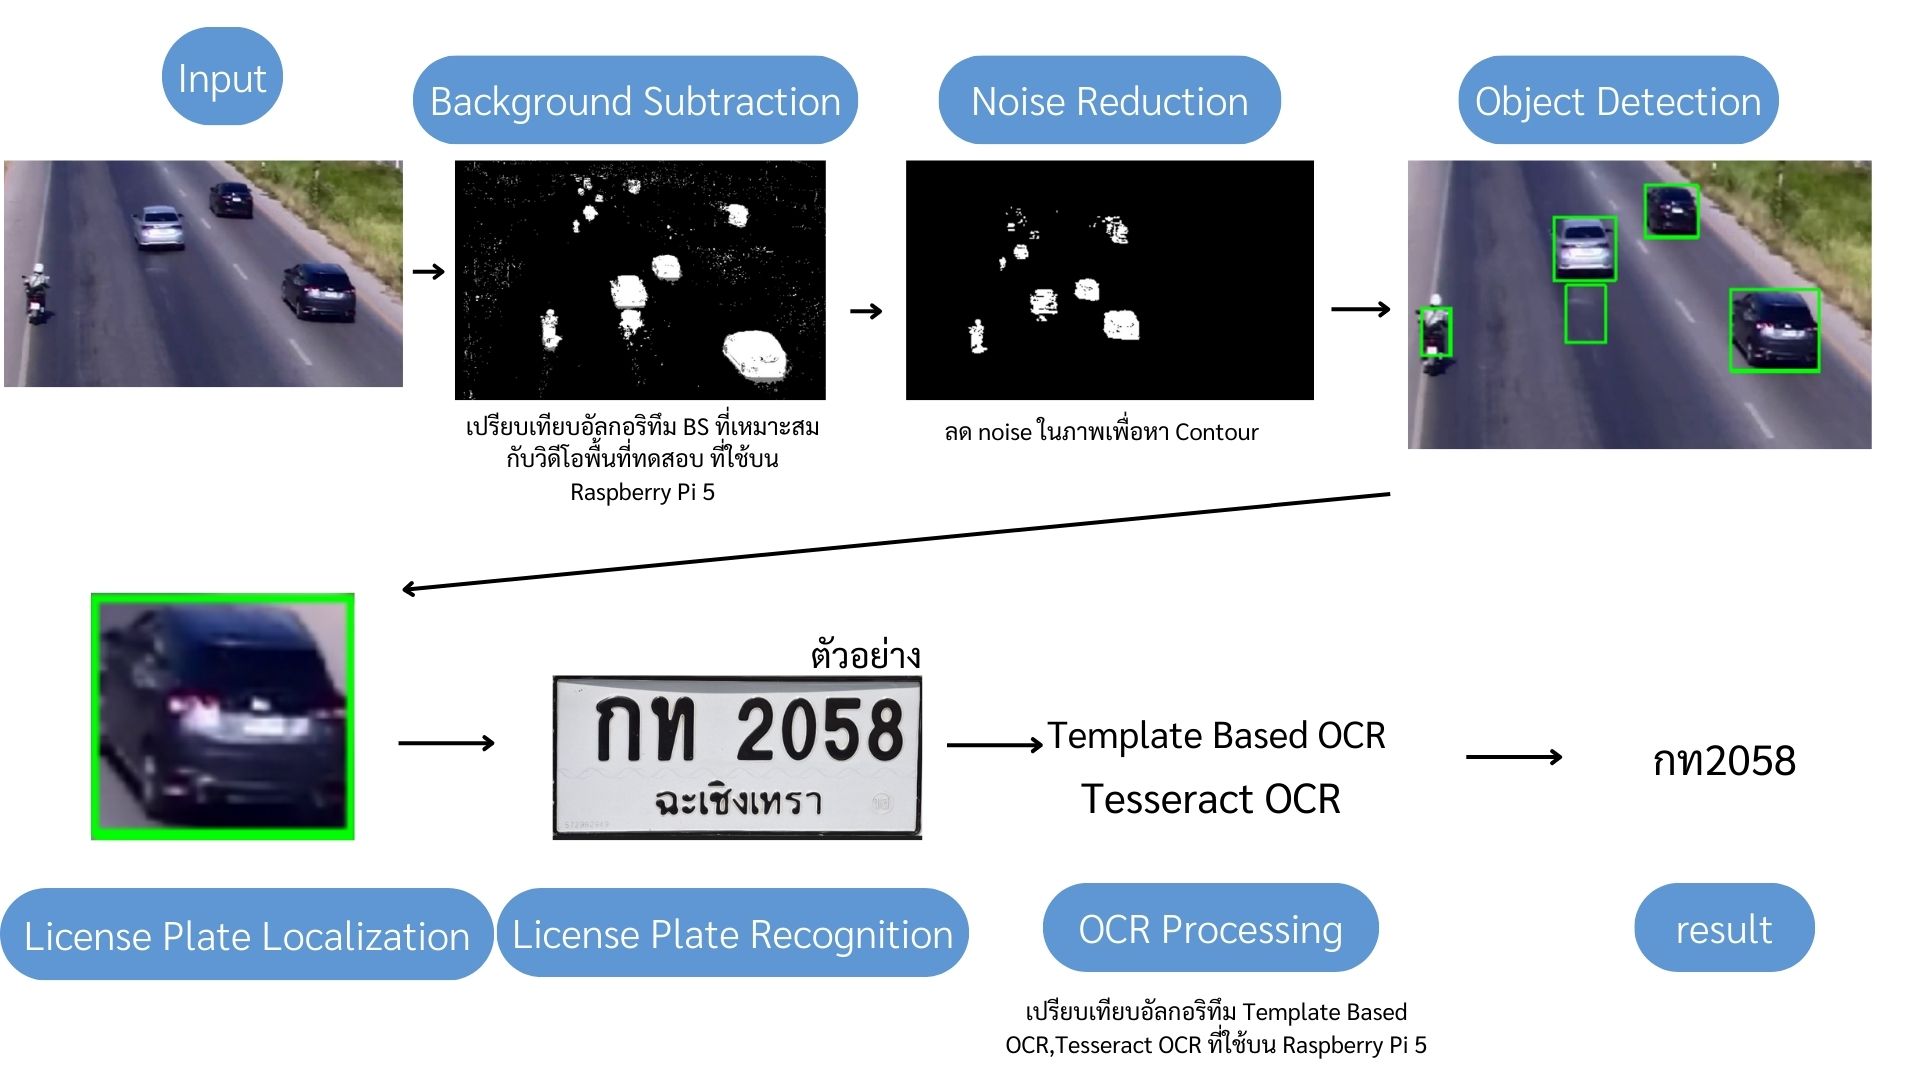 Input
Background Subtraction
Noise Reduction
Object Detection
เปรียบเทียบอัลกอริทึม BS ที่เหมาะสม
กับวิดีโอพื้นที่ทดสอบ ที่ใช้บน
Raspberry Pi 5
ลด noise ในภาพเพื่อหา Contour
ตัวอย่าง
กท 2058
ฉะเชิงเทรา
Template Based OCR
Tesseract OCR
กท2058
License Plate Localization
License Plate Recognition
OCR Processing
result
เปรียบเทียบอัลกอริทึม Template Based
OCR,Tesseract OCR ที่ใช้บน Raspberry Pi 5